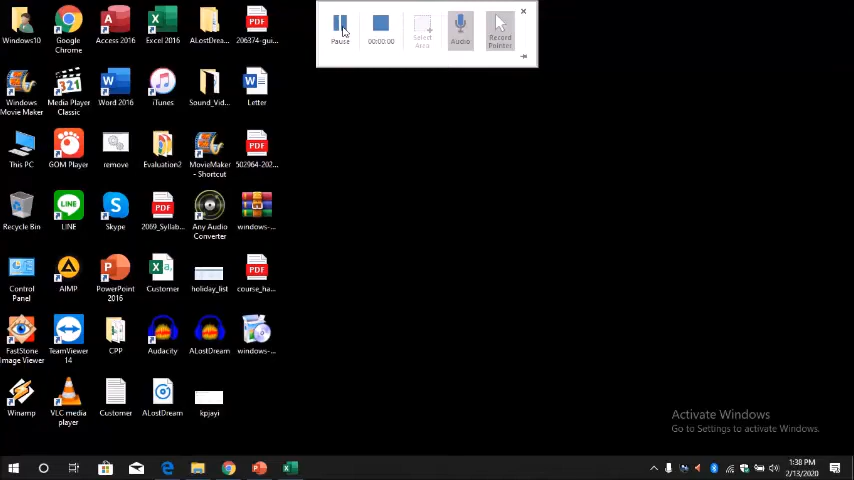 Pause
00:00:00
Select
Area
Audio
Record
Pointer
Windows10
Google
Chrome
Access 2016
Excel 2016
ALostDrea...
206374-gui...
Windows
Movie Maker
Media Player
Classic
Word 2016
iTunes
Sound_Vid...
Letter
This PC
GOM Player
remove
Evaluation2
MovieMaker
- Shortcut
502964-202...
Recycle Bin
LINE
Skype
2069_Syllab...
Any Audio
Converter
windows-...
Control
Panel
AIMP
PowerPoint
2016
Customer
holiday_list
course_ha...
FastStone
Image Viewer
TeamViewer
14
CPP
Audacity
ALostDream
windows-...
Winamp
VLC media
player
Customer
ALostDream
kpjayi
Activate Windows
Go to Settings to activate Windows.
1:38 PM
2/13/2020